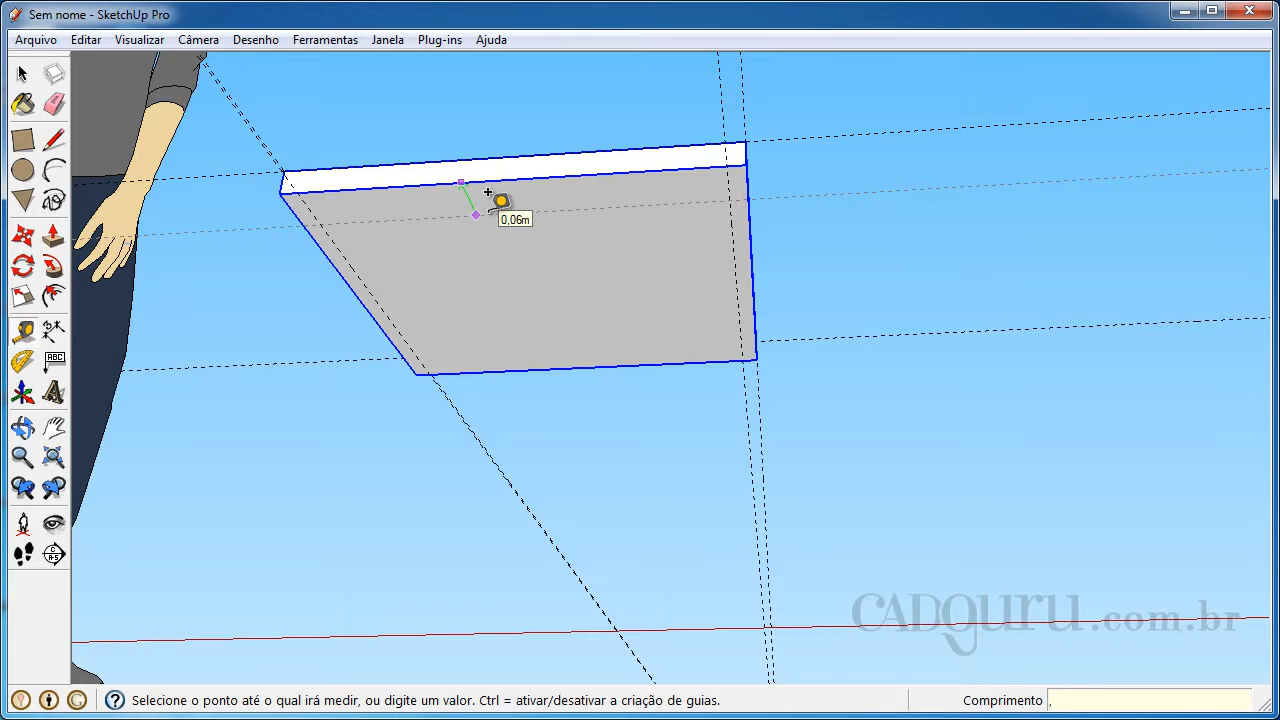 Sem nome - SketchUp Pro
Arquivo Editar Visualizar Câmera Desenho Ferramentas Janela Plug-ins Ajuda
0,06m
ABC
A
CADGURU.com.br
Selecione o ponto até o qual irá medir, ou digite um valor. Ctrl = ativar/desativar a criação de guias.
Comprimento ,